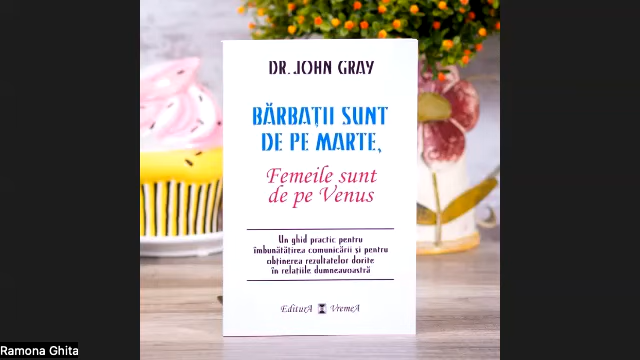 DR. JOHN GRAY
BĂRBAȚII SUNT
DE PE MARTE,
Femeile sunt
de pe Venus
Un ghid practic pentru
îmbunătățirea comunicării și pentru
obținerea rezultatelor dorite
în relațiile dumneavoastră
EditurA VremeA
Ramona Ghita